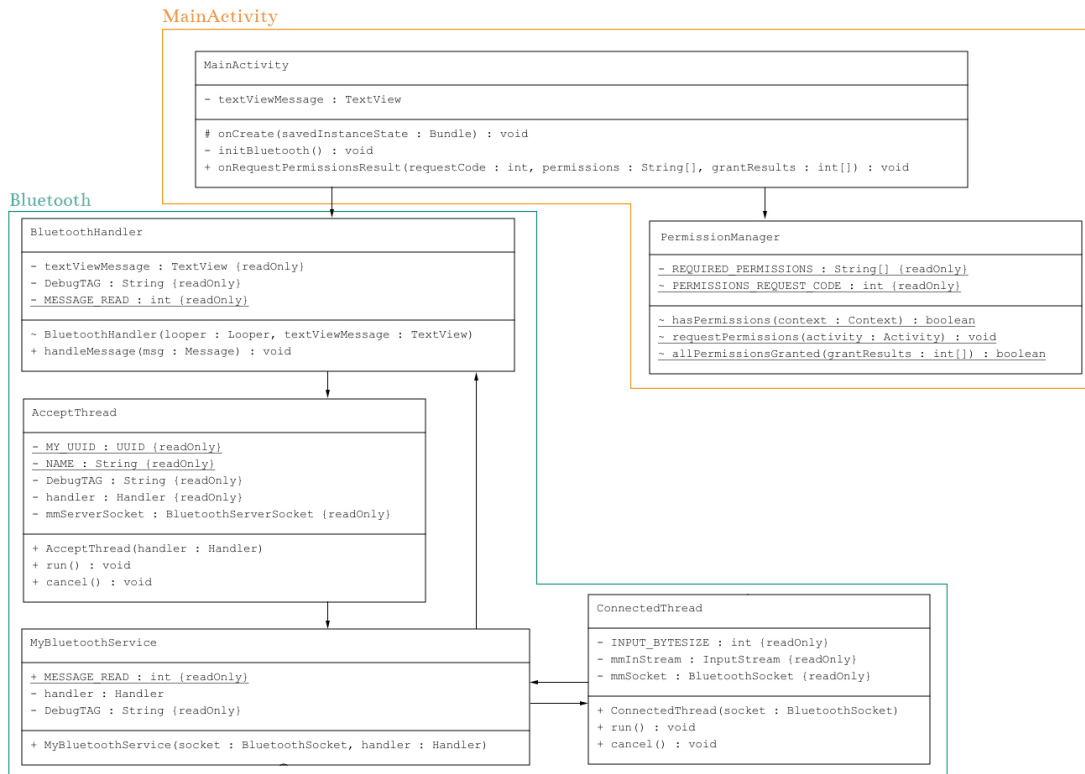 MainActivity
MainActivity
- textViewMessage : TextView
# onCreate(savedInstanceState : Bundle) : void
- initBluetooth() : void
+ onRequestPermissionsResult(requestCode : int, permissions : String[], grantResults : int[]) : void
Bluetooth
BluetoothHandler
- textViewMessage : TextView {readOnly}
- DebugTAG : String {readOnly}
- MESSAGE_READ : int {readOnly}
~ BluetoothHandler(looper : Looper, textViewMessage : TextView)
+ handleMessage(msg : Message) : void
PermissionManager
- REQUIRED_PERMISSIONS : String[] {readOnly}
~ PERMISSIONS_REQUEST_CODE : int {readOnly}
~ hasPermissions(context : Context) : boolean
~ requestPermissions(activity : Activity) : void
~ allPermissionsGranted(grantResults : int[]) : boolean
AcceptThread
- MY_UUID : UUID {readOnly}
- NAME : String {readOnly}
- DebugTAG : String {readOnly}
- handler : Handler {readOnly}
- mmServerSocket : BluetoothServerSocket {readOnly}
+ AcceptThread(handler : Handler)
+ run() : void
+ cancel() : void
MyBluetoothService
+ MESSAGE_READ : int {readOnly}
- handler : Handler
- DebugTAG : String {readOnly}
+ MyBluetoothService(socket : BluetoothSocket, handler : Handler)
ConnectedThread
- INPUT_BYTESIZE : int {readOnly}
- mmInStream : InputStream {readOnly}
- mmSocket : BluetoothSocket {readOnly}
+ ConnectedThread(socket : BluetoothSocket)
+ run() : void
+ cancel() : void